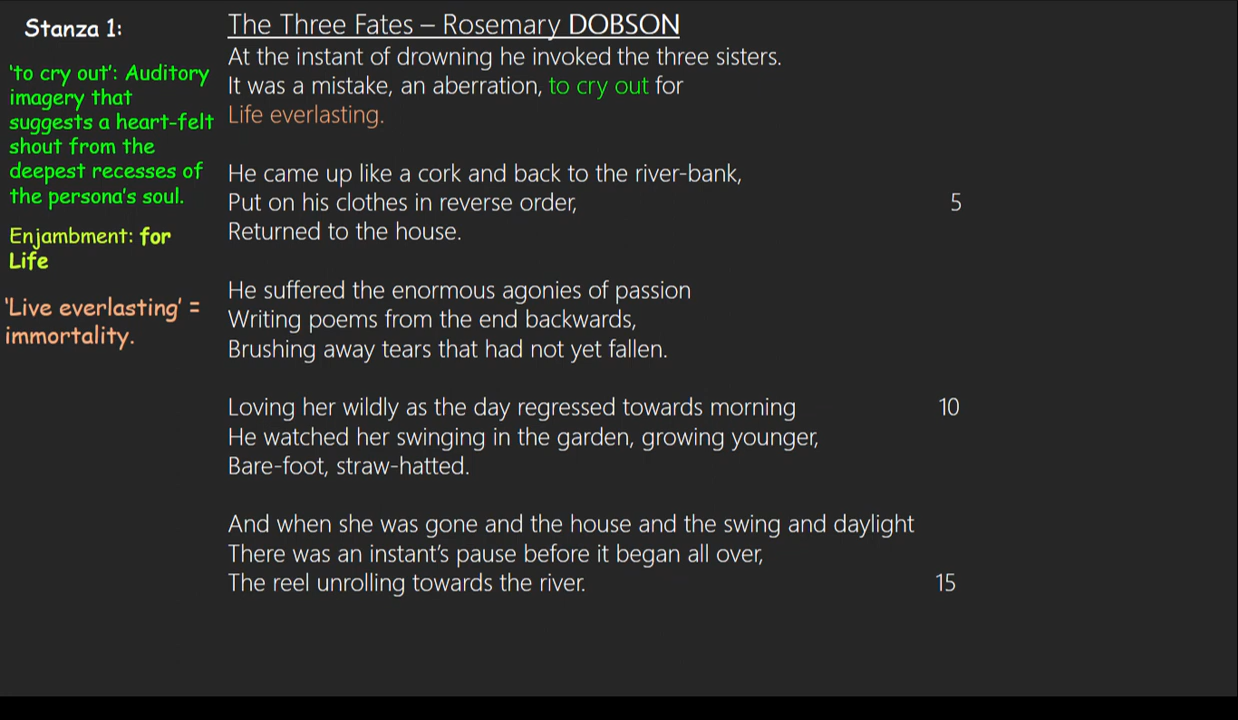 Stanza 1:
'to cry out': Auditory
imagery that
suggests a heart-felt
shout from the
deepest recesses of
the persona's soul.
Enjambment: for
Life
'Live everlasting' =
immortality.
The Three Fates – Rosemary DOBSON
At the instant of drowning he invoked the three sisters.
It was a mistake, an aberration, to cry out for
Life everlasting.
He came up like a cork and back to the river-bank,
Put on his clothes in reverse order, 5
Returned to the house.
He suffered the enormous agonies of passion
Writing poems from the end backwards,
Brushing away tears that had not yet fallen.
Loving her wildly as the day regressed towards morning 10
He watched her swinging in the garden, growing younger,
Bare-foot, straw-hatted.
And when she was gone and the house and the swing and daylight
There was an instant's pause before it began all over,
The reel unrolling towards the river. 15